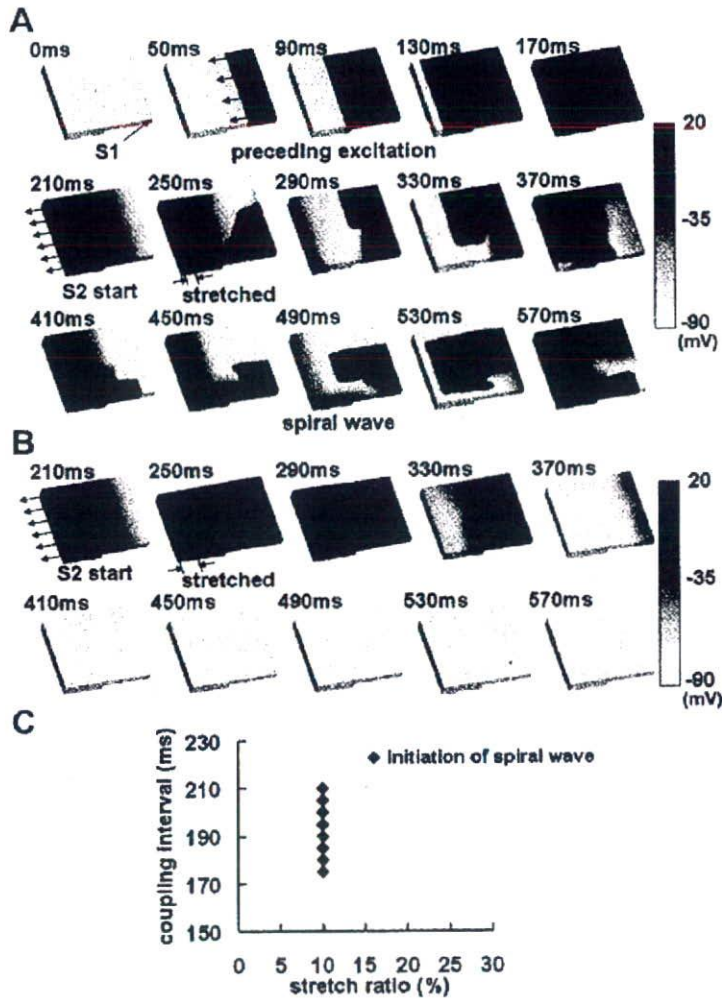 A
0ms 50ms 90ms 130ms 170ms
S1 preceding excitation
20
-35
-90
(mV)
210ms 250ms 290ms 330ms 370ms
S2 start stretched
410ms 450ms 490ms 530ms 570ms
spiral wave
B
210ms 250ms 290ms 330ms 370ms
20
-35
-90
(mV)
S2 start stretched
410ms 450ms 490ms 530ms 570ms
C
coupling interval (ms)
230
210
190
170
150
initiation of spiral wave
0 5 10 15 20 25 30
stretch ratio (%)